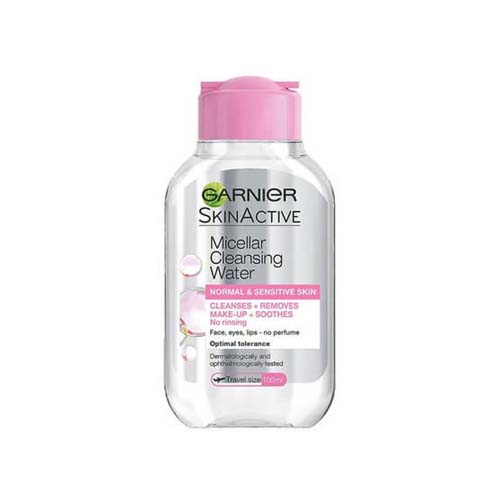 GARNIER
SKINACTIVE
Micellar
Cleansing
Water
NORMAL & SENSITIVE SKIN
CLEANSES + REMOVES
MAKE-UP + SOOTHES
No rinsing
Face, eyes, lips - no perfume
Optimal tolerance
Dermatologically and
ophthalmologically tested
Travel size 100ml